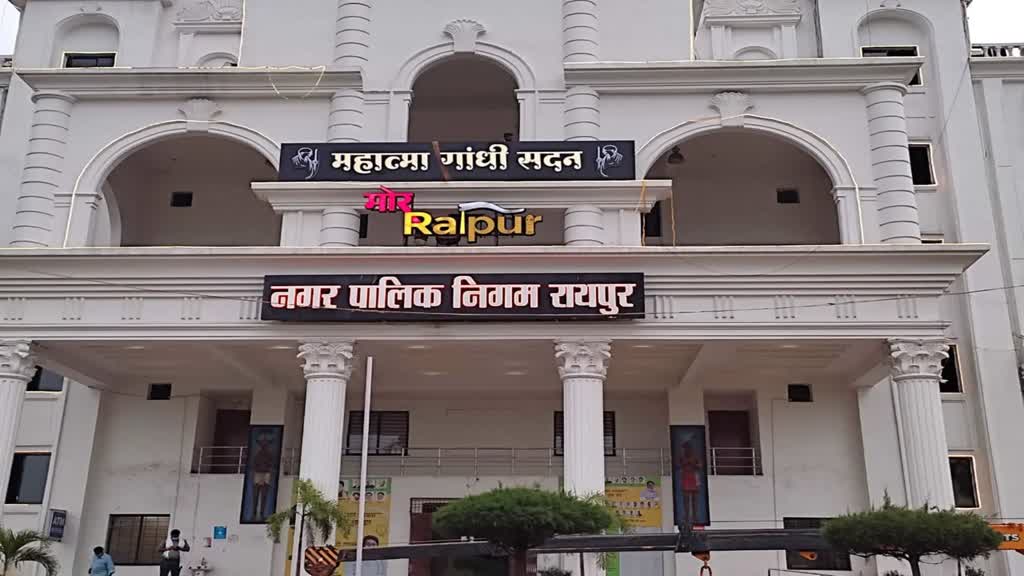 महात्मा गांधी सदन
मोर
Raipur
नगर पालिक निगम रायपुर